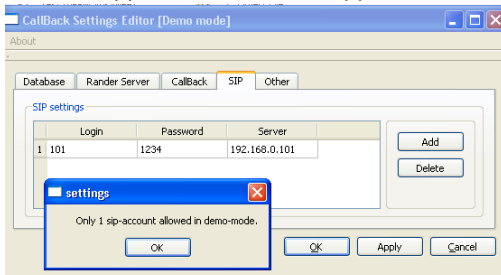 CallBack Settings Editor [Demo mode]
About
Database Rander Server CallBack SIP Other
SIP settings
Login Password Server
1 101 1234 192.168.0.101
Add
Delete
settings
Only 1 sip-account allowed in demo-mode.
OK
OK Apply Cancel